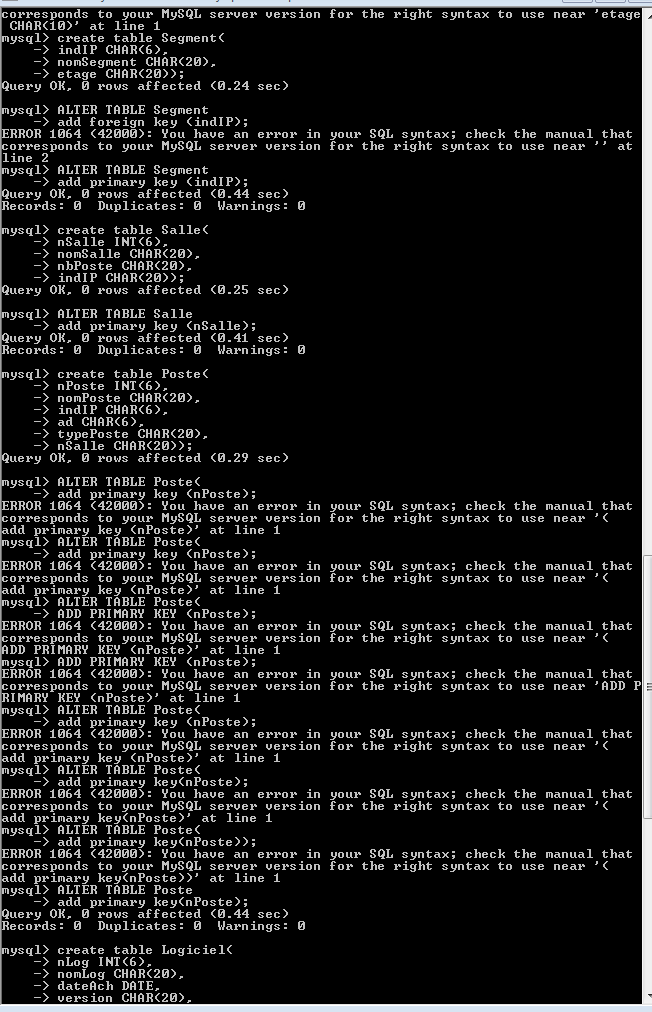 corresponds to your MySQL server version for the right syntax to use near 'etage
 CHAR(10)' at line 1
mysql> create table Segment(
    -> indIP CHAR(6),
    -> nomSegment CHAR(20),
    -> etage CHAR(20));
Query OK, 0 rows affected (0.24 sec)
mysql> ALTER TABLE Segment
    -> add foreign key (indIP);
ERROR 1064 (42000): You have an error in your SQL syntax; check the manual that
corresponds to your MySQL server version for the right syntax to use near '' at
line 2
mysql> ALTER TABLE Segment
    -> add primary key (indIP);
Query OK, 0 rows affected (0.44 sec)
Records: 0  Duplicates: 0  Warnings: 0
mysql> create table Salle(
    -> nSalle INT(6),
    -> nomSalle CHAR(20),
    -> nbPoste CHAR(20),
    -> indIP CHAR(20));
Query OK, 0 rows affected (0.25 sec)
mysql> ALTER TABLE Salle
    -> add primary key (nSalle);
Query OK, 0 rows affected (0.41 sec)
Records: 0  Duplicates: 0  Warnings: 0
mysql> create table Poste(
    -> nPoste INT(6),
    -> nomPoste CHAR(20),
    -> indIP CHAR(6),
    -> ad CHAR(6),
    -> typePoste CHAR(20),
    -> nSalle CHAR(20));
Query OK, 0 rows affected (0.29 sec)
mysql> ALTER TABLE Poste(
    -> add primary key (nPoste);
ERROR 1064 (42000): You have an error in your SQL syntax; check the manual that
corresponds to your MySQL server version for the right syntax to use near '(
add primary key (nPoste)' at line 1
mysql> ALTER TABLE Poste(
    -> add primary key (nPoste);
ERROR 1064 (42000): You have an error in your SQL syntax; check the manual that
corresponds to your MySQL server version for the right syntax to use near '(
add primary key (nPoste)' at line 1
mysql> ALTER TABLE Poste(
    -> ADD PRIMARY KEY (nPoste);
ERROR 1064 (42000): You have an error in your SQL syntax; check the manual that
corresponds to your MySQL server version for the right syntax to use near '(
ADD PRIMARY KEY (nPoste)' at line 1
mysql> ADD PRIMARY KEY (nPoste);
ERROR 1064 (42000): You have an error in your SQL syntax; check the manual that
corresponds to your MySQL server version for the right syntax to use near 'ADD P
RIMARY KEY (nPoste)' at line 1
mysql> ALTER TABLE Poste(
    -> add primary key (nPoste);
ERROR 1064 (42000): You have an error in your SQL syntax; check the manual that
corresponds to your MySQL server version for the right syntax to use near '(
add primary key (nPoste)' at line 1
mysql> ALTER TABLE Poste(
    -> add primary key(nPoste);
ERROR 1064 (42000): You have an error in your SQL syntax; check the manual that
corresponds to your MySQL server version for the right syntax to use near '(
add primary key(nPoste)' at line 1
mysql> ALTER TABLE Poste(
    -> add primary key(nPoste));
ERROR 1064 (42000): You have an error in your SQL syntax; check the manual that
corresponds to your MySQL server version for the right syntax to use near '(
add primary key(nPoste))' at line 1
mysql> ALTER TABLE Poste
    -> add primary key(nPoste);
Query OK, 0 rows affected (0.44 sec)
Records: 0  Duplicates: 0  Warnings: 0
mysql> create table Logiciel(
    -> nLog INT(6),
    -> nomLog CHAR(20),
    -> dateAch DATE,
    -> version CHAR(20),